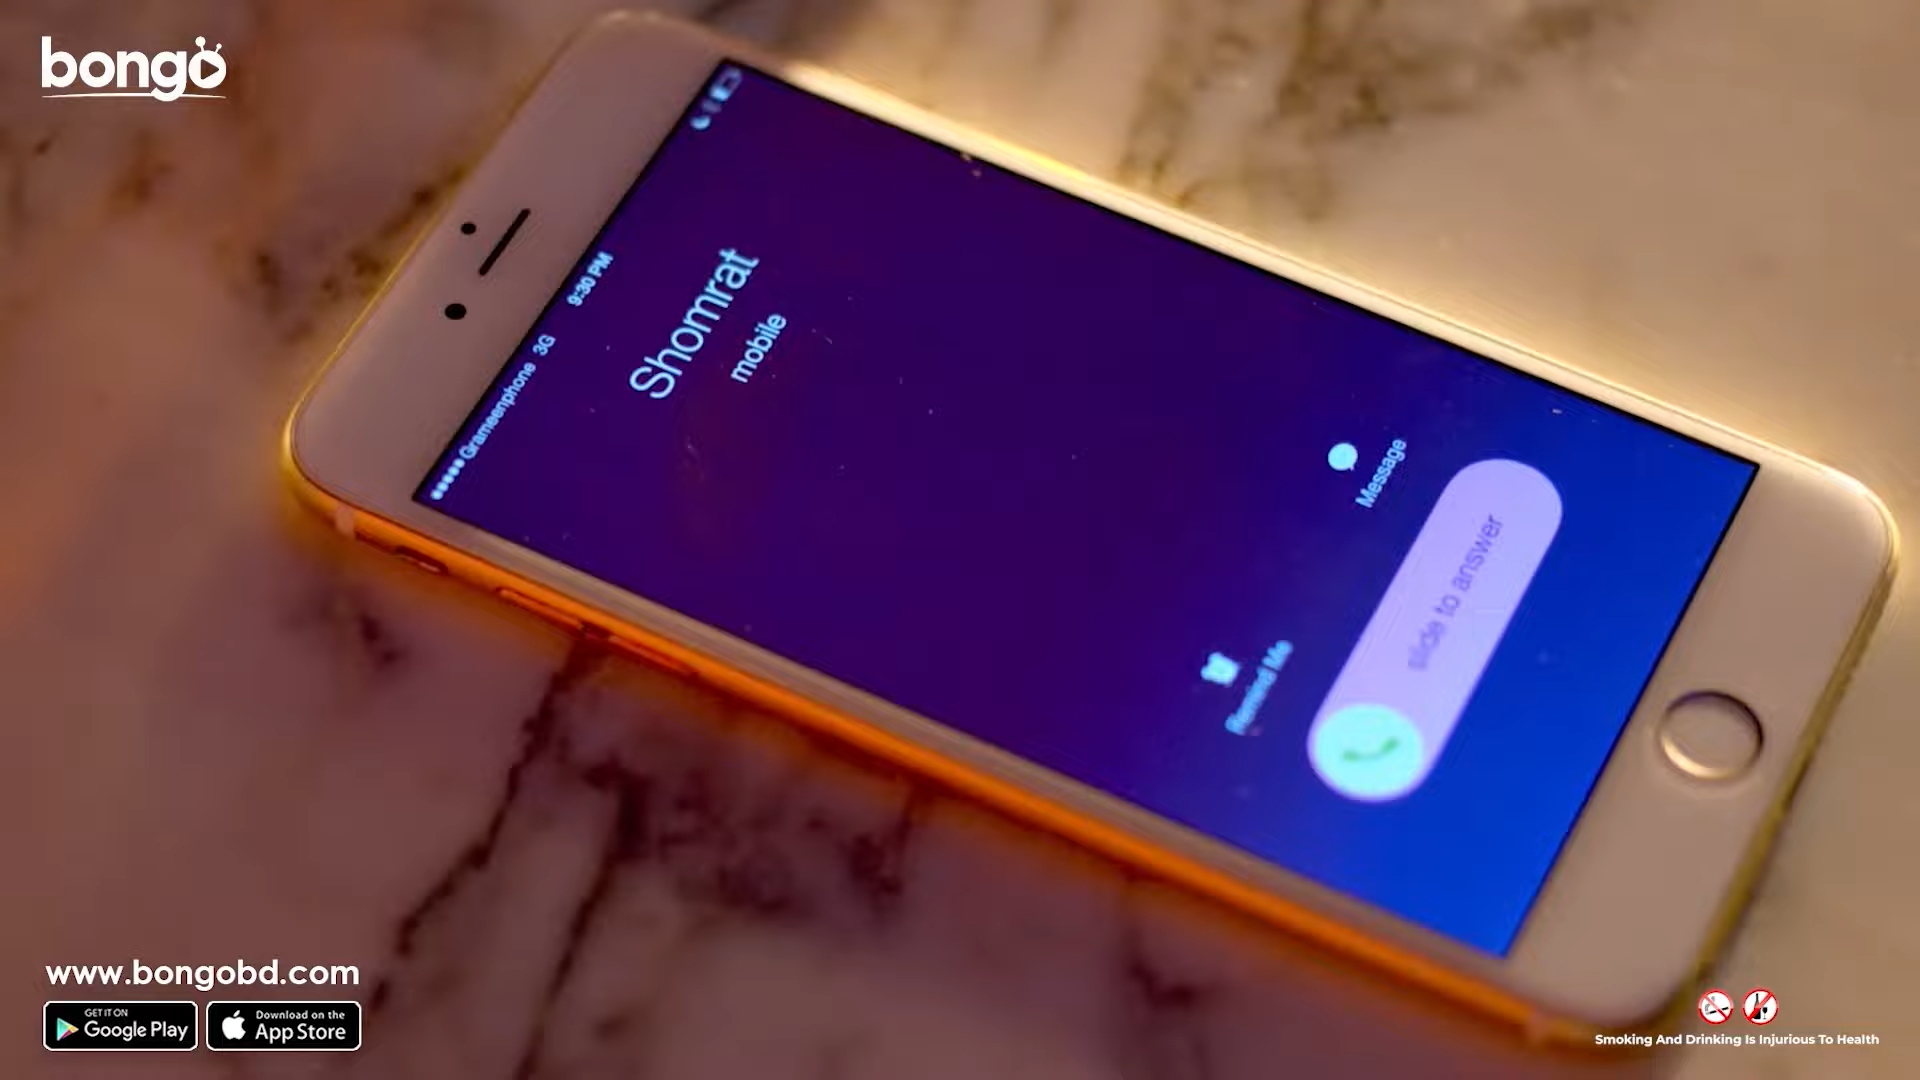 bongo
Grameenphone 3G 9:30 PM
Shomrat
mobile
Message
Remind Me
slide to answer
www.bongobd.com
GET IT ON
Google Play
Download on the
App Store
Smoking And Drinking Is Injurious To Health